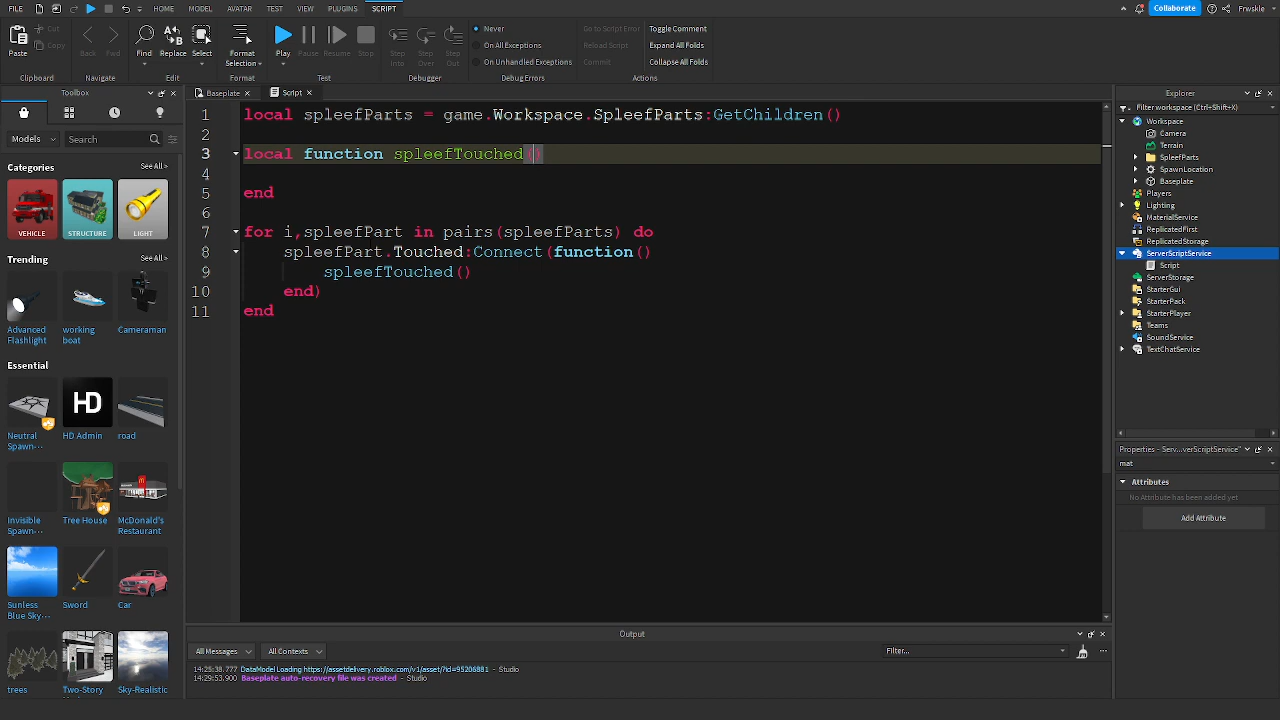 FILE HOME MODEL AVATAR TEST VIEW PLUGINS SCRIPT Collaborate Frwskle
Paste Cut Copy
Find Replace Select
Format Selection
Play Pause Resume Stop
Step Into Step Over Step Out
Never
On All Exceptions
On Unhandled Exceptions
Go to Script Error
Reload Script
Commit
Toggle Comment
Expand All Folds
Collapse All Folds
Clipboard Navigate Edit Format Test Debugger Debug Errors Actions
Toolbox
Models Search
Categories See All>
VEHICLE STRUCTURE LIGHT
Trending See All>
Advanced Flashlight
working boat
Cameraman
Essential See All>
Neutral Spawn-...
HD
HD Admin
road
Invisible Spawn-...
Tree House
McDonald's Restaurant
Sunless Blue Sky...
Sword
Car
trees
Two-Story
Sky-Realistic
Baseplate × Script ×
1 local spleefParts = game.Workspace.SpleefParts:GetChildren()
2
3 local function spleefTouched()
4
5 end
6
7 for i,spleefPart in pairs(spleefParts) do
8 spleefPart.Touched:Connect(function()
9 spleefTouched()
10 end)
11 end
Output
All Messages All Contexts Filter...
14:25:38.777 DataModel Loading https://assetdelivery.roblox.com/v1/asset/?id=95206881 - Studio
14:29:53.900 Baseplate auto-recovery file was created - Studio
Explorer
Filter workspace (Ctrl+Shift+X)
Workspace
Camera
Terrain
SpleefParts
SpawnLocation
Baseplate
Players
Lighting
MaterialService
ReplicatedFirst
ReplicatedStorage
ServerScriptService
Script
ServerStorage
StarterGui
StarterPack
StarterPlayer
Teams
SoundService
TextChatService
Properties - Serv...verScriptService"
mat
Attributes
No Attribute has been added yet
Add Attribute